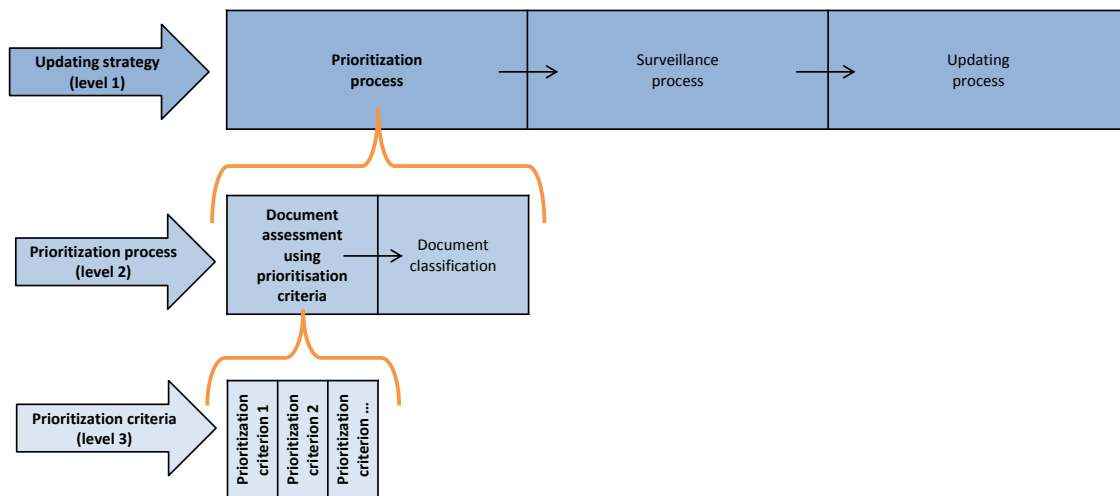 Updating strategy
(level 1)
Prioritization
process
Surveillance
process
Updating
process
Prioritization process
(level 2)
Document
assessment
using
prioritisation
criteria
Document
classification
Prioritization criteria
(level 3)
Prioritization
criterion 1
Prioritization
criterion 2
Prioritization
criterion ...